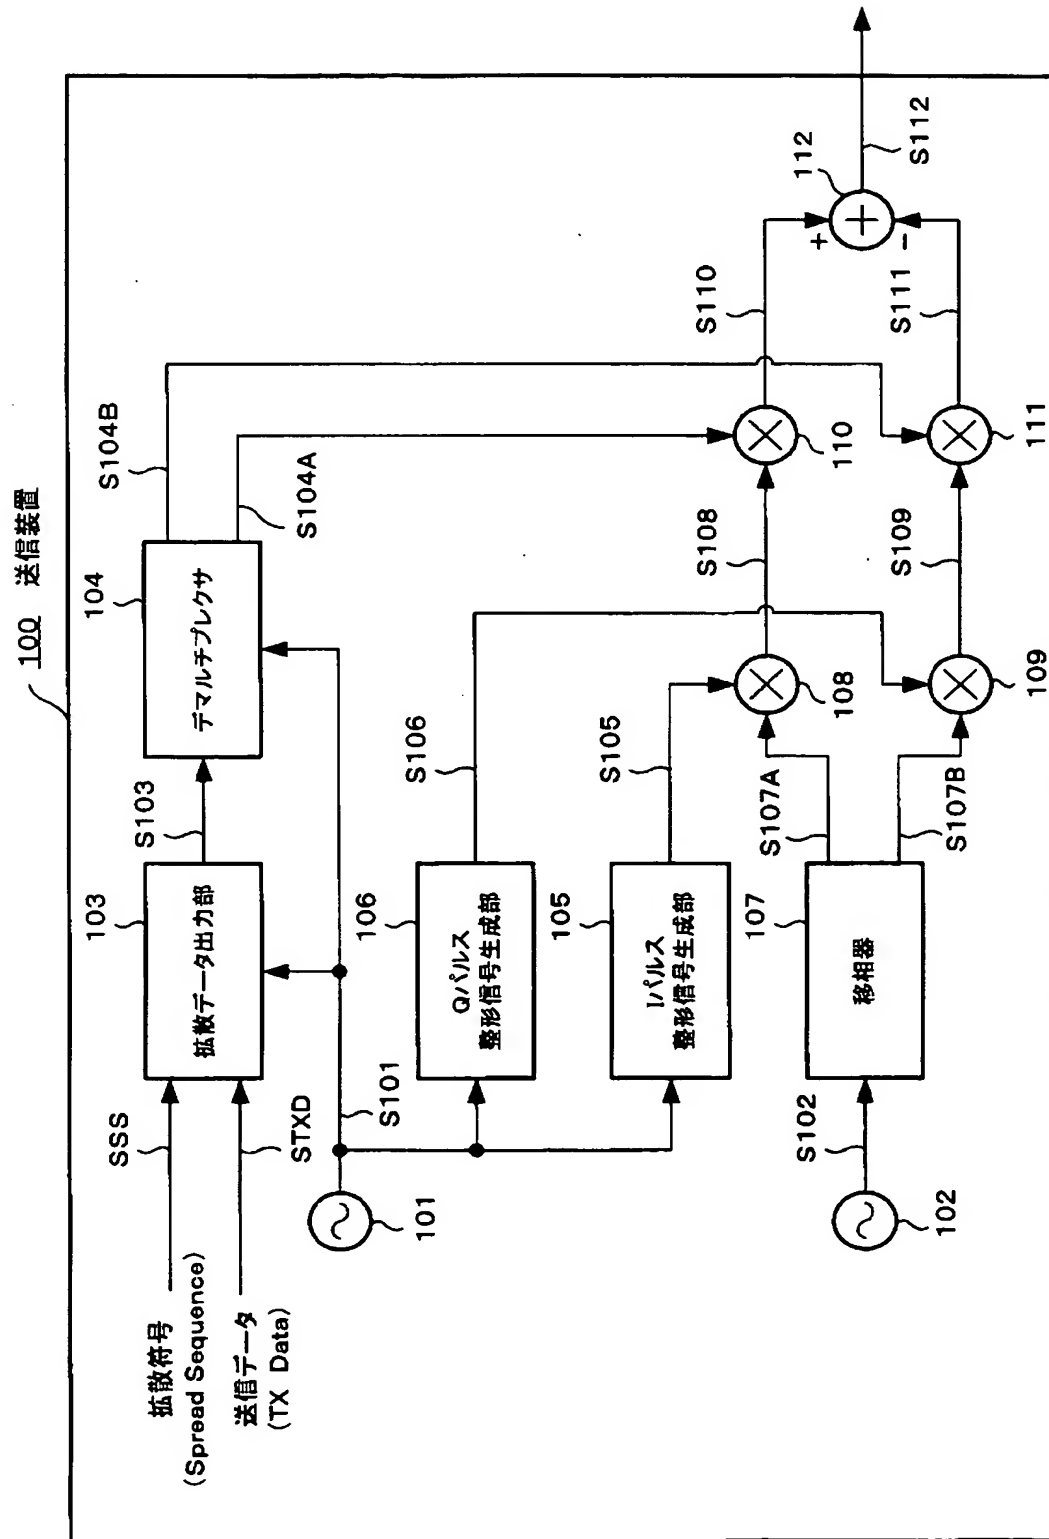 100 送信装置
拡散符号
(Spread Sequence)
SSS
送信データ
(TX Data)
STXD
103
拡散データ出力部
S103
104
デマルチプレクサ
S104B
S104A
101
S101
106
Qパルス
整形信号生成部
S106
105
Iパルス
整形信号生成部
S105
102
S102
107
移相器
S107A
S107B
108
S108
109
S109
110
S110
111
S111
112
+
-
S112